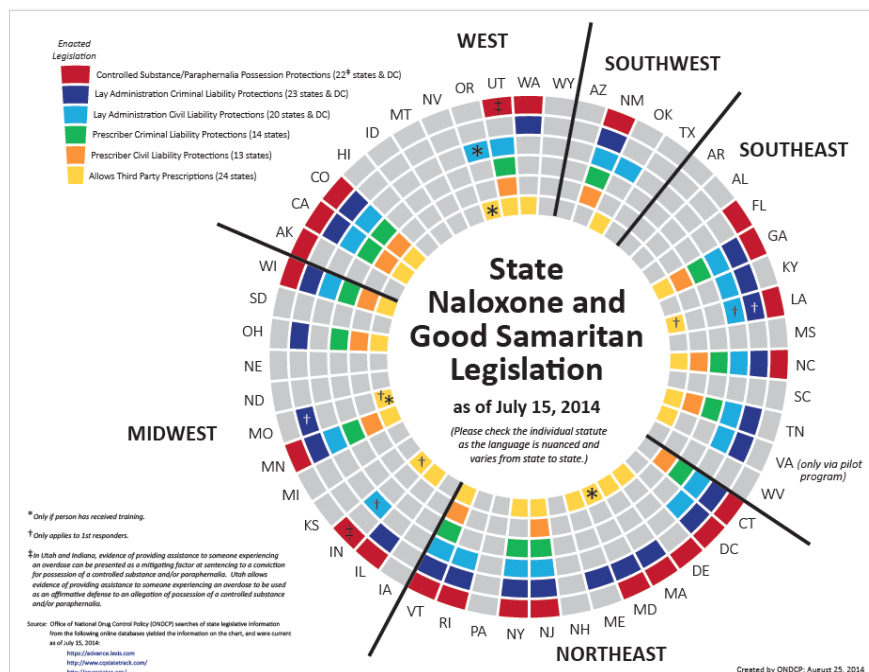 Enacted
Legislation
Controlled Substance/Paraphernalia Possession Protections (22‡ states & DC)
Lay Administration Criminal Liability Protections (23 states & DC)
Lay Administration Civil Liability Protections (20 states & DC)
Prescriber Criminal Liability Protections (14 states)
Prescriber Civil Liability Protections (13 states)
Allows Third Party Prescriptions (24 states)
WEST
AK
CA
CO
HI
ID
MT
NV
OR
UT
WA
WY
‡
*
*
SOUTHWEST
AZ
NM
OK
TX
SOUTHEAST
AR
AL
FL
GA
KY
LA
MS
NC
SC
TN
VA (only via pilot
program)
WV
† † †
State
Naloxone and
Good Samaritan
Legislation
as of July 15, 2014
(Please check the individual statute
as the language is nuanced and
varies from state to state.)
MIDWEST
WI
SD
OH
NE
ND
MO
MN
MI
KS
IN
IL
IA
†*
†
†
†
‡
NORTHEAST
CT
DC
DE
MA
MD
ME
NH
NJ
NY
PA
RI
VT
*
*Only if person has received training.
†Only applies to 1st responders.
‡In Utah and Indiana, evidence of providing assistance to someone experiencing
an overdose can be presented as a mitigating factor at sentencing to a conviction
for possession of a controlled substance and/or paraphernalia. Utah allows
evidence of providing assistance to someone experiencing an overdose to be used
as an affirmative defense to an allegation of possession of a controlled substance
and/or paraphernalia.
Source: Office of National Drug Control Policy (ONDCP) searches of state legislative information
from the following online databases yielded the information on the chart, and were current
as of July 15, 2014:
https://advance.lexis.com
http://www.cqstatetrack.com/
Created by ONDCP: August 25, 2014